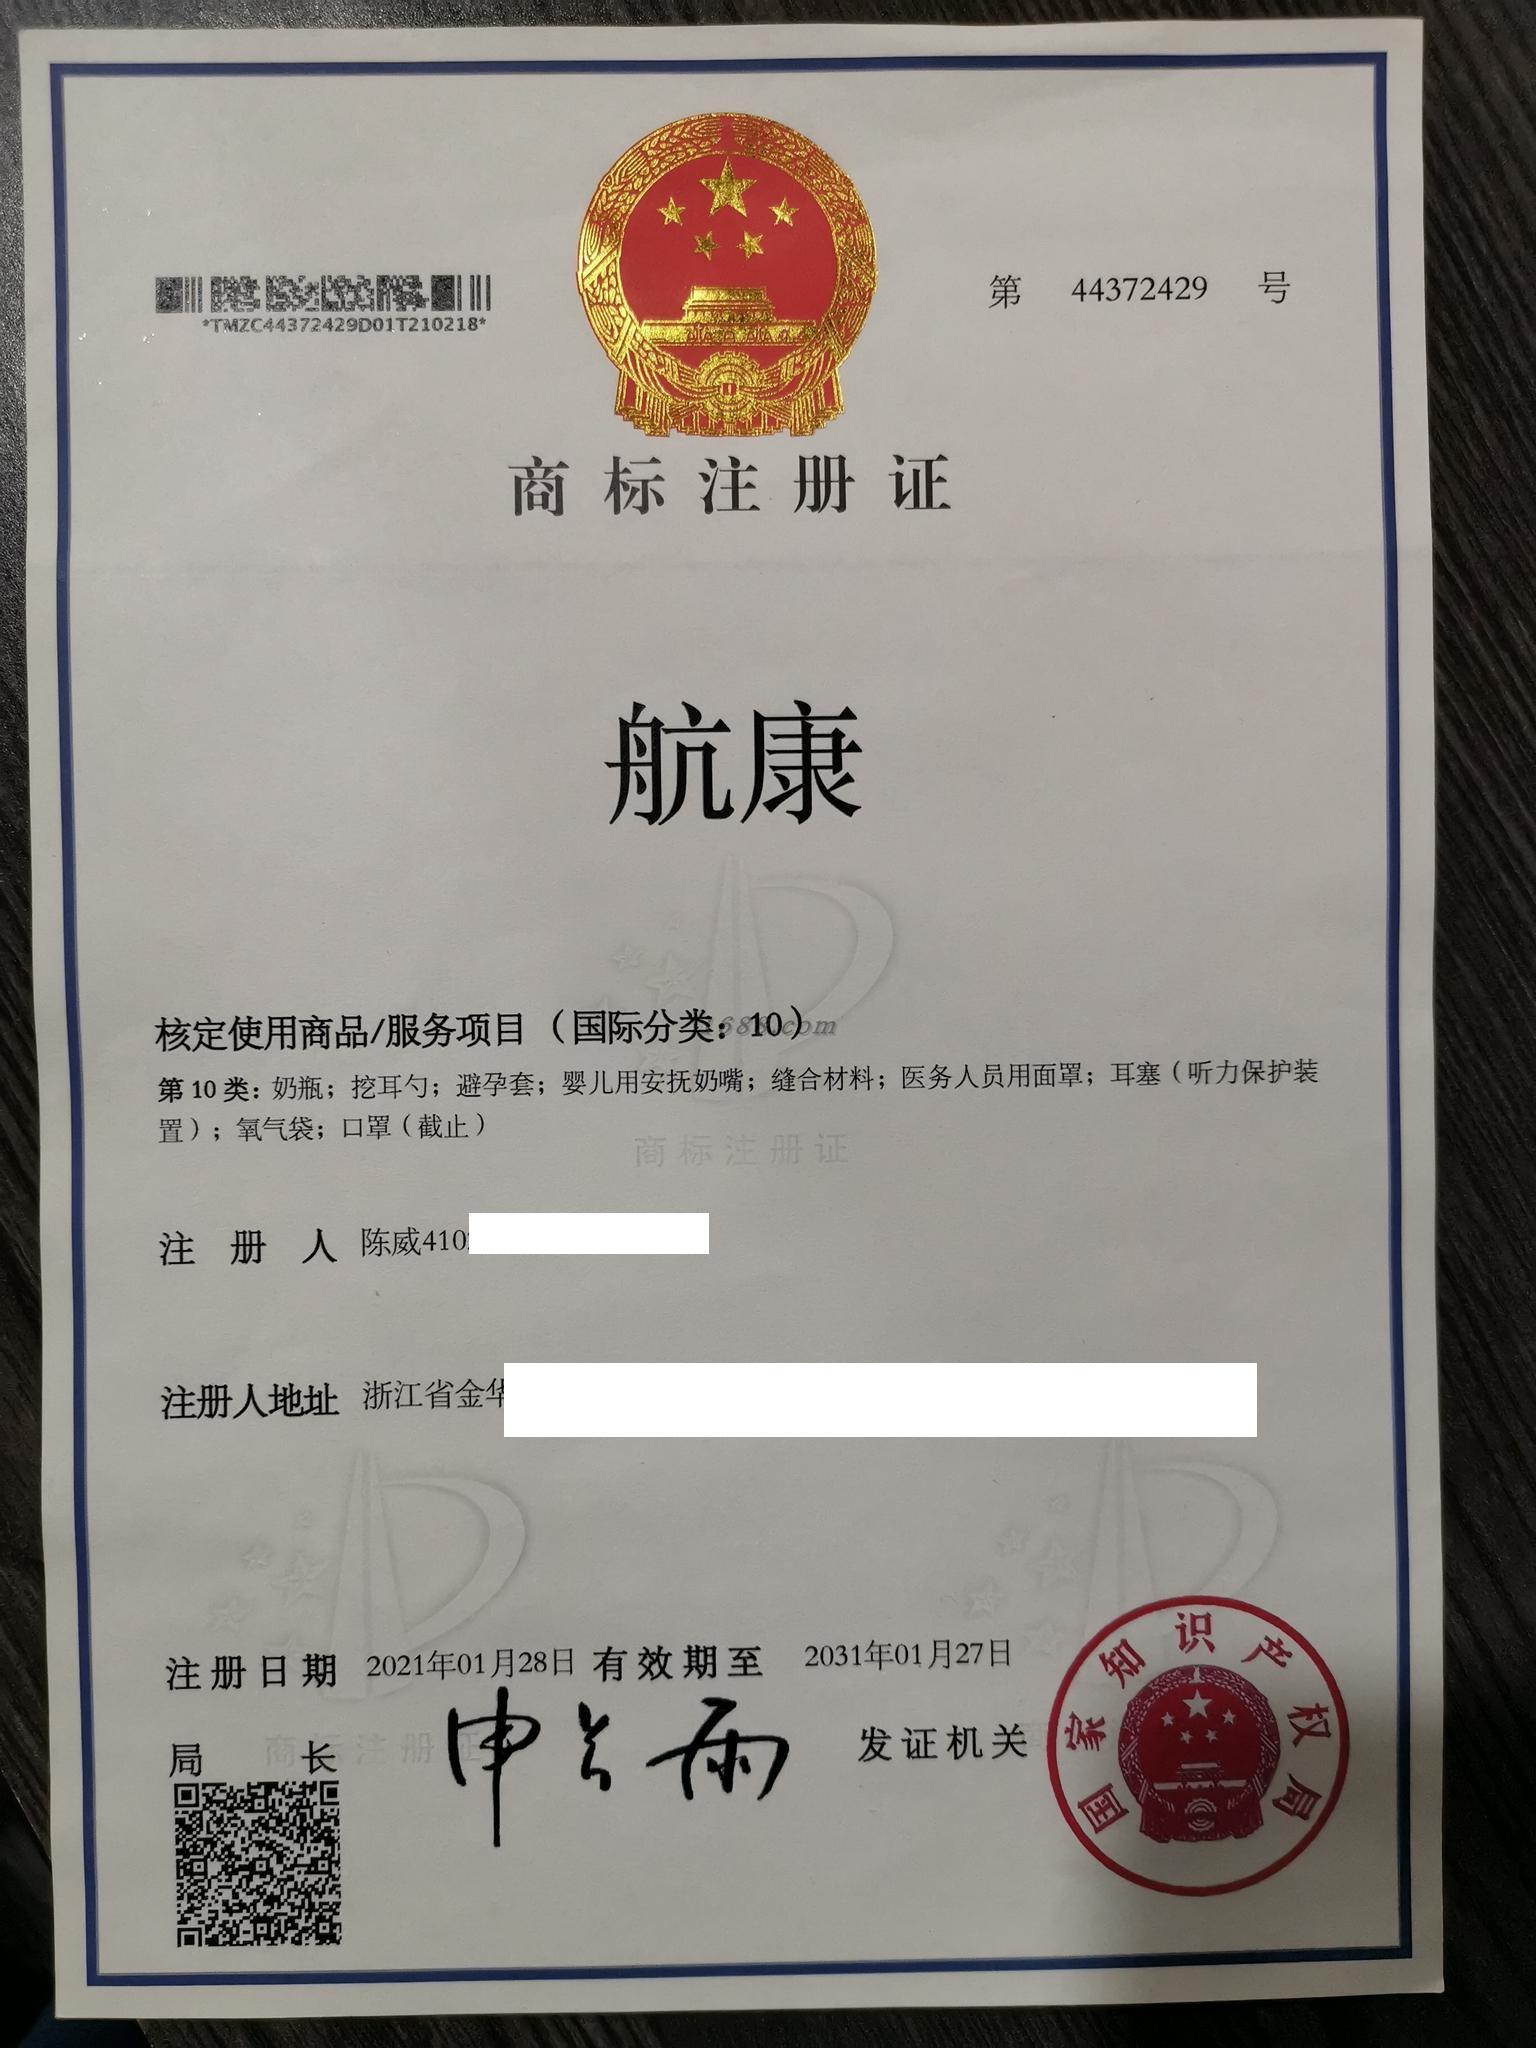 *TMZC44372429D01T210218*
第 44372429 号
商标注册证
航康
核定使用商品/服务项目（国际分类：10）
1688.com
第10类：奶瓶；挖耳勺；避孕套；婴儿用安抚奶嘴；缝合材料；医务人员用面罩；耳塞（听力保护装
置）；氧气袋；口罩（截止）
商标注册证
注册人 陈威410
注册人地址 浙江省金华
注册日期 2021年01月28日 有效期至 2031年01月27日
局长 申长雨 发证机关
商标注册证
国家知识产权局